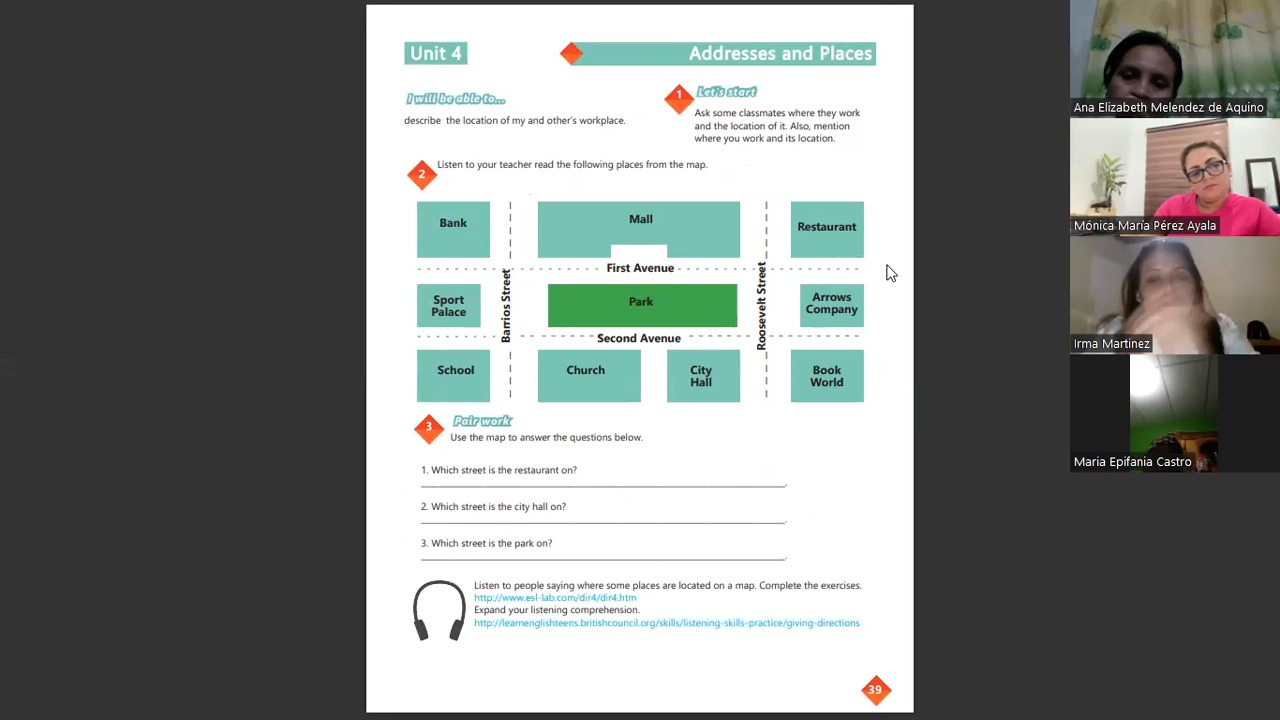 Unit 4
Addresses and Places
I will be able to...
describe the location of my and other's workplace.
1
Let's start
Ask some classmates where they work
and the location of it. Also, mention
where you work and its location.
2
Listen to your teacher read the following places from the map.
Bank
Mall
Restaurant
First Avenue
Sport
Palace
Barrios Street
Park
Roosevelt Street
Arrows
Company
Second Avenue
School
Church
City
Hall
Book
World
3
Pair work
Use the map to answer the questions below.
1. Which street is the restaurant on?
2. Which street is the city hall on?
3. Which street is the park on?
Listen to people saying where some places are located on a map. Complete the exercises.
http://www.esl-lab.com/dir4/dir4.htm
Expand your listening comprehension.
http://learnenglishteens.britishcouncil.org/skills/listening-skills-practice/giving-directions
39
Ana Elizabeth Melendez de Aquino
Mónica María Pérez Ayala
Irma Martinez
Maria Epifania Castro